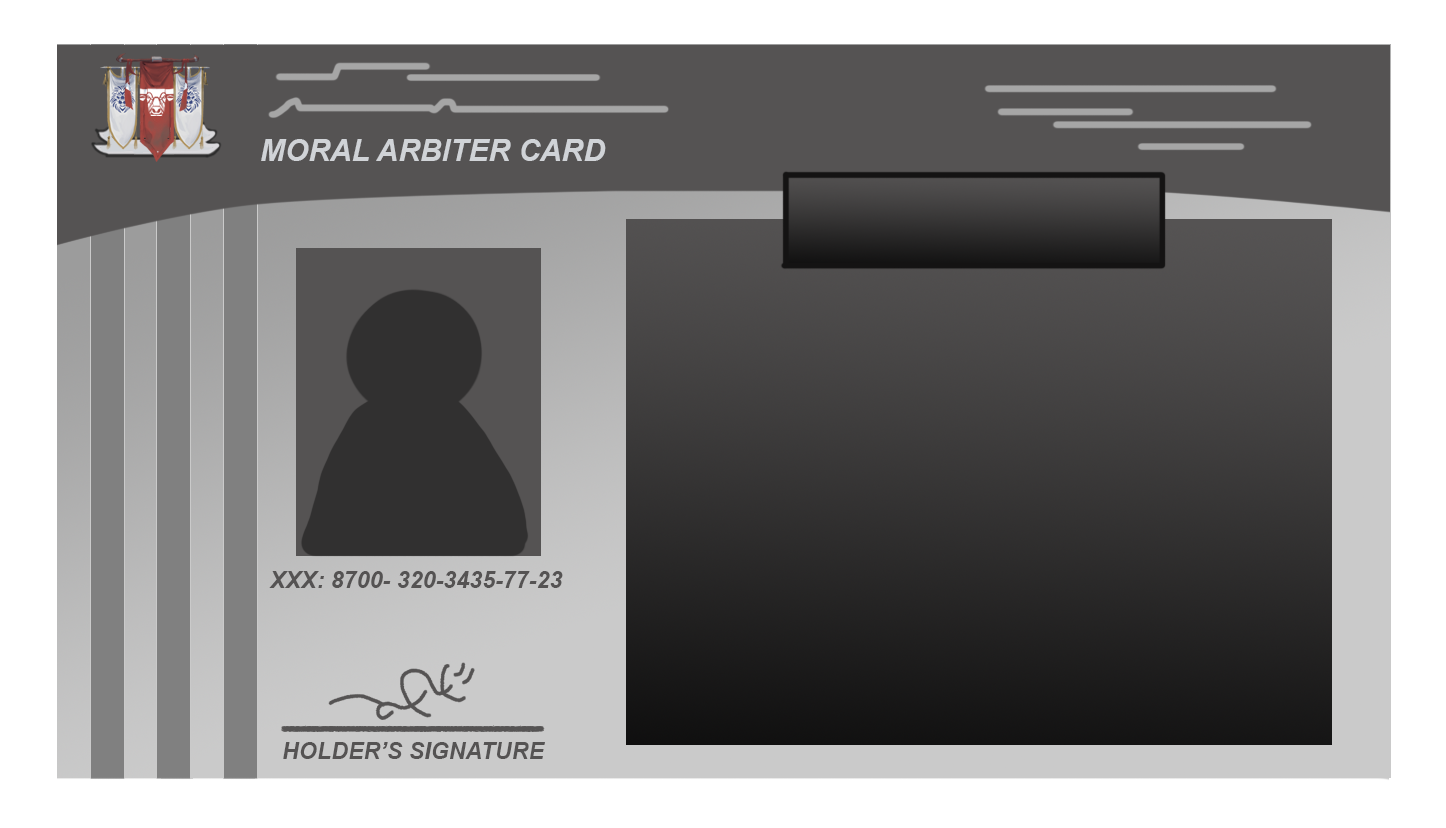 MORAL ARBITER CARD
XXX: 8700- 320-3435-77-23
HOLDER’S SIGNATURE